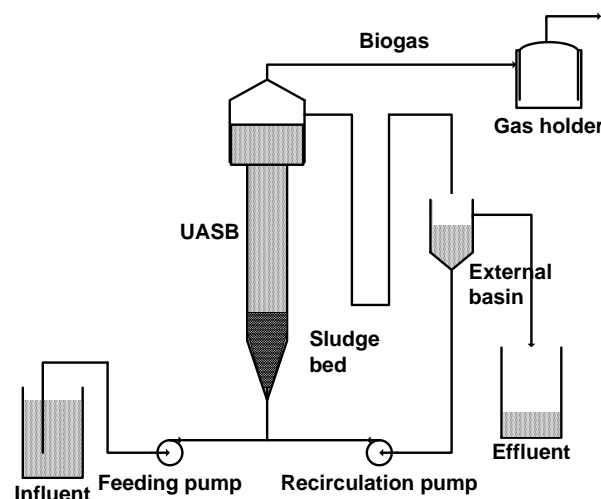 Biogas
Gas holder
UASB
External
basin
Sludge
bed
Effluent
Feeding pump
Recirculation pump
Influent